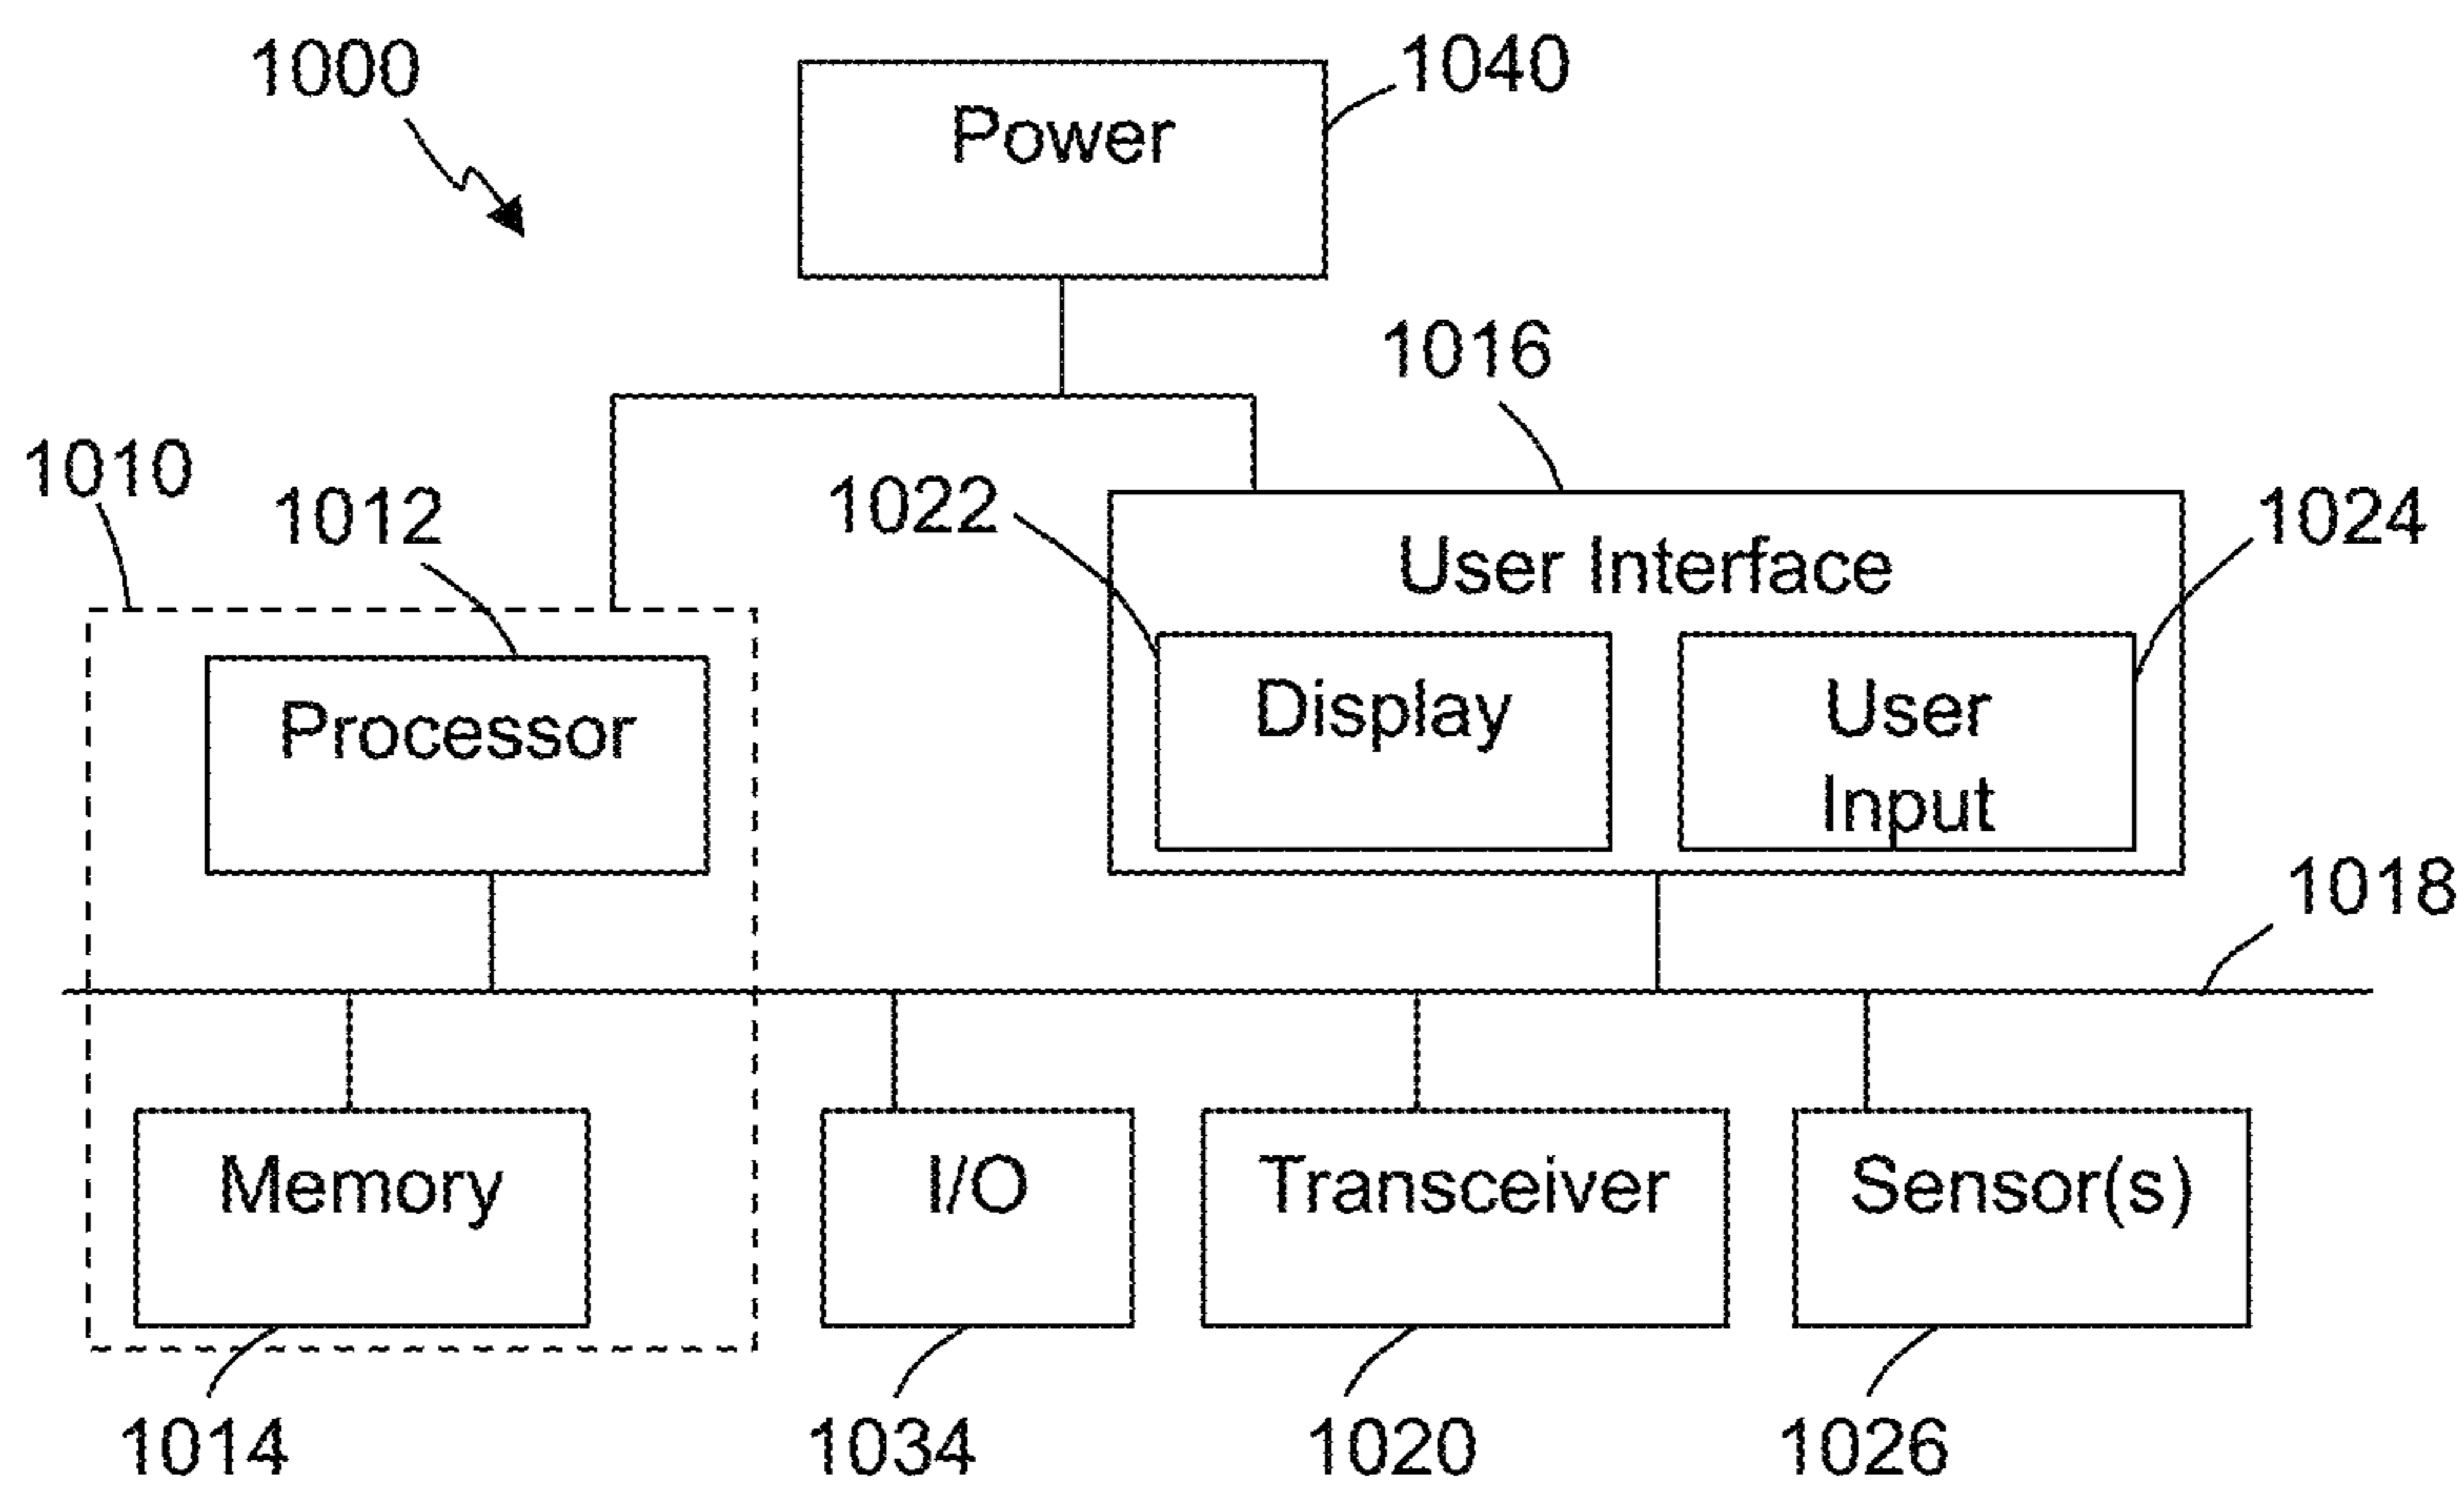 1000
Power
1040
1016
1010
1012
1022
1024
User Interface
Processor
Display
User
Input
1018
Memory
I/O
Transceiver
Sensor(s)
1014
1034
1020
1026